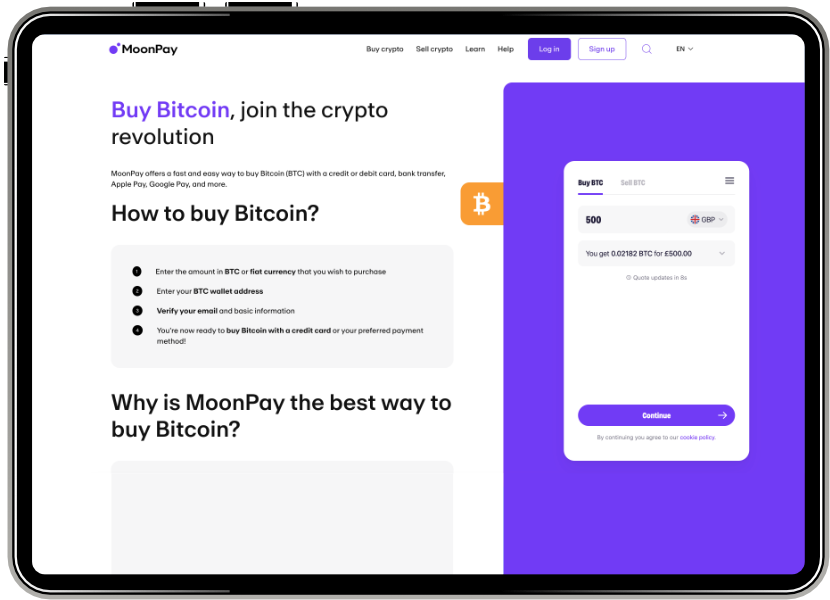 MoonPay
Buy crypto Sell crypto Learn Help Log in Sign up EN
Buy Bitcoin, join the crypto
revolution
MoonPay offers a fast and easy way to buy Bitcoin (BTC) with a credit or debit card, bank transfer,
Apple Pay, Google Pay, and more.
How to buy Bitcoin?
1 Enter the amount in BTC or fiat currency that you wish to purchase
2 Enter your BTC wallet address
3 Verify your email and basic information
4 You're now ready to buy Bitcoin with a credit card or your preferred payment
method!
Why is MoonPay the best way to
buy Bitcoin?
Buy BTC Sell BTC
500 GBP
You get 0.02182 BTC for £500.00
Quote updates in 8s
Continue
By continuing you agree to our cookie policy.